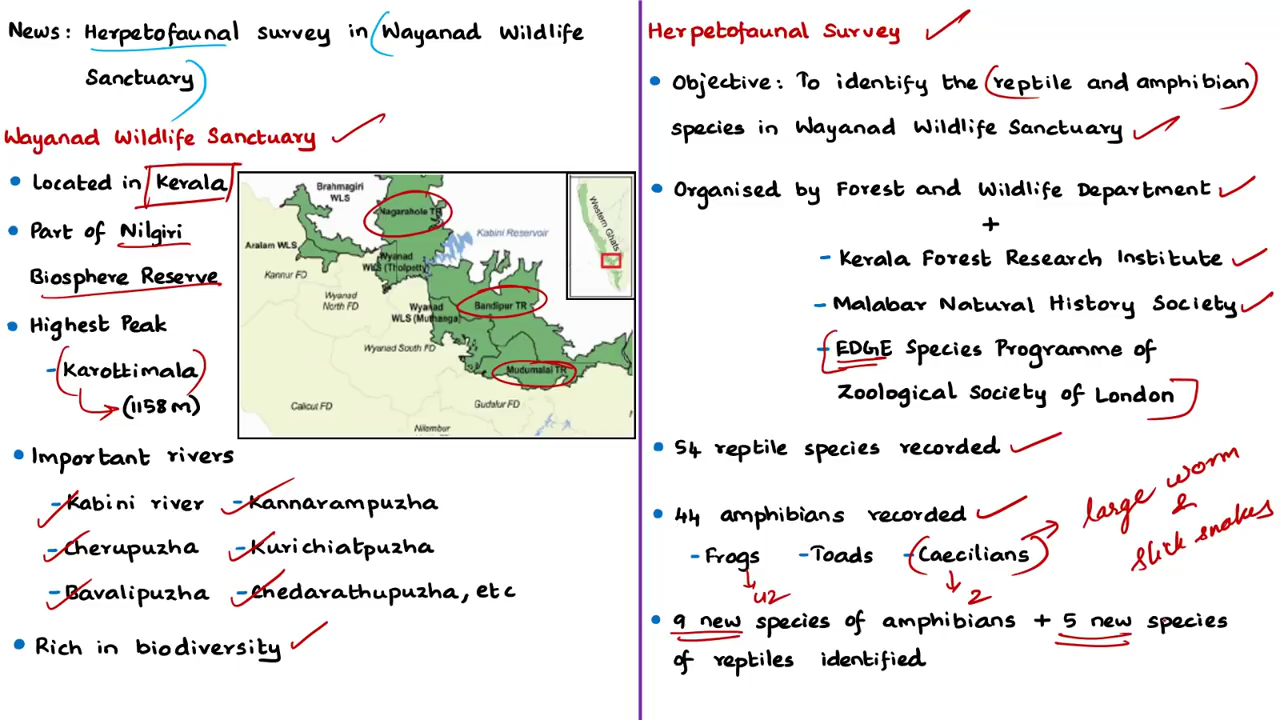 News: Herpetofaunal survey in Wayanad Wildlife
Sanctuary
Wayanad Wildlife Sanctuary
• Located in Kerala
• Part of Nilgiri
Biosphere Reserve
• Highest Peak
- Karottimala
(1158 m)
• Important rivers
- Kabini river - Kannarampuzha
- Cherupuzha - Kurichiatpuzha
- Bavalipuzha - Chedarathupuzha, etc
• Rich in biodiversity
Brahmagiri
WLS
Nagarahole TR
Western Ghats
Aralam WLS
Kabini Reservoir
Wyanad
WLS (Tholpetty)
Kannur FD
Wyanad
North FD
Bandipur TR
Wyanad
WLS (Muthanga)
Wyanad South FD
Mudumalai TR
Calicut FD
Gudalur FD
Nilambur
Herpetofaunal Survey
• Objective: To identify the (reptile and amphibian)
species in Wayanad Wildlife Sanctuary
• Organised by Forest and Wildlife Department
+
- Kerala Forest Research Institute
- Malabar Natural History Society
- EDGE Species Programme of
Zoological Society of London
• 54 reptile species recorded
• 44 amphibians recorded
- Frogs - Toads - Caecilians
42 2
large worm
&
slick snakes
• 9 new species of amphibians + 5 new species
of reptiles identified